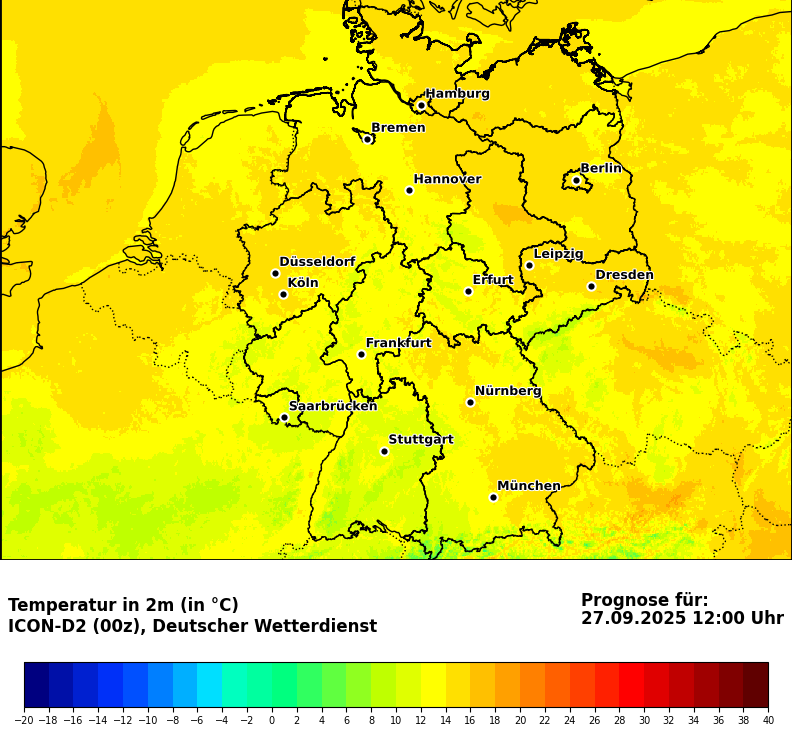 Hamburg
Bremen
Berlin
Hannover
Leipzig
Düsseldorf
Dresden
Köln
Erfurt
Frankfurt
Nürnberg
Saarbrücken
Stuttgart
München
Temperatur in 2m (in °C)
ICON-D2 (00z), Deutscher Wetterdienst
Prognose für:
27.09.2025 12:00 Uhr
−20 −18 −16 −14 −12 −10 −8 −6 −4 −2 0 2 4 6 8 10 12 14 16 18 20 22 24 26 28 30 32 34 36 38 40